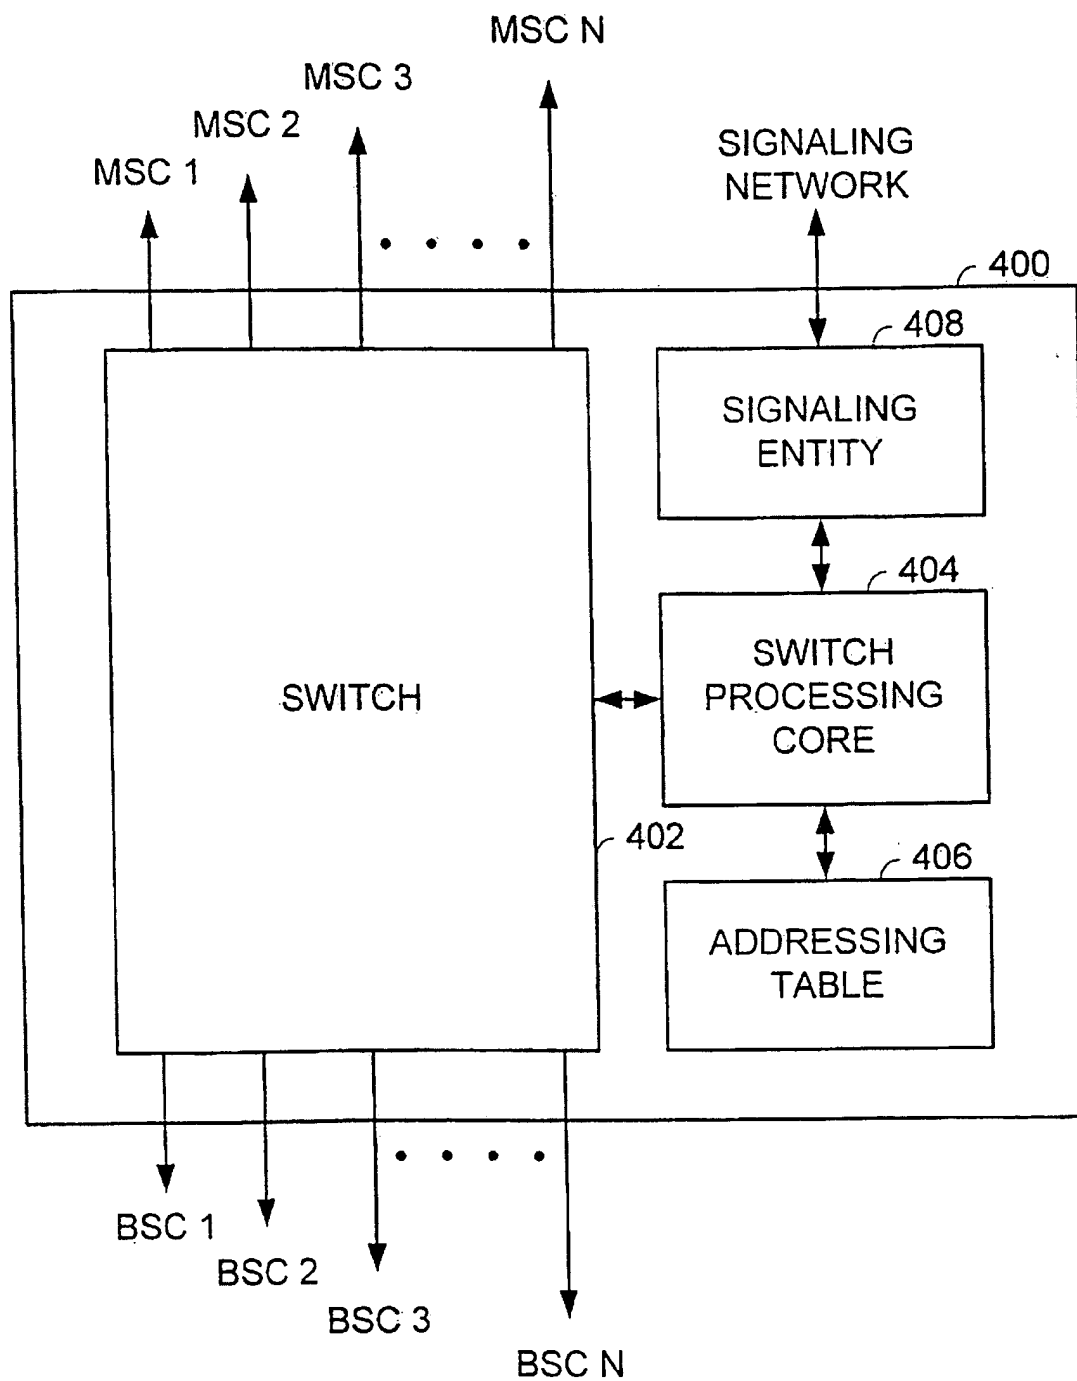 MSC N
MSC 3
MSC 2
MSC 1
SIGNALING
NETWORK
400
408
SIGNALING
ENTITY
404
SWITCH
PROCESSING
CORE
SWITCH
402
406
ADDRESSING
TABLE
BSC 1
BSC 2
BSC 3
BSC N